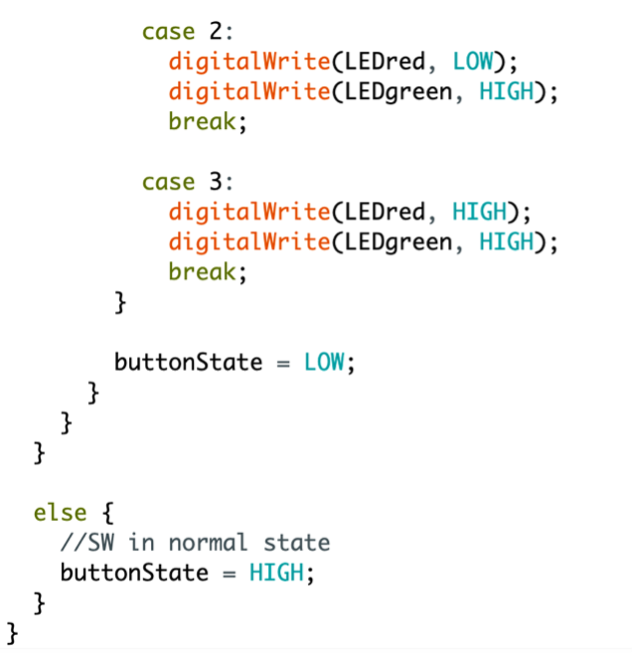 case 2:
digitalWrite(LEDred, LOW);
digitalWrite(LEDgreen, HIGH);
break;
case 3:
digitalWrite(LEDred, HIGH);
digitalWrite(LEDgreen, HIGH);
break;
}
buttonState = LOW;
}
}
}
else {
//SW in normal state
buttonState = HIGH;
}
}